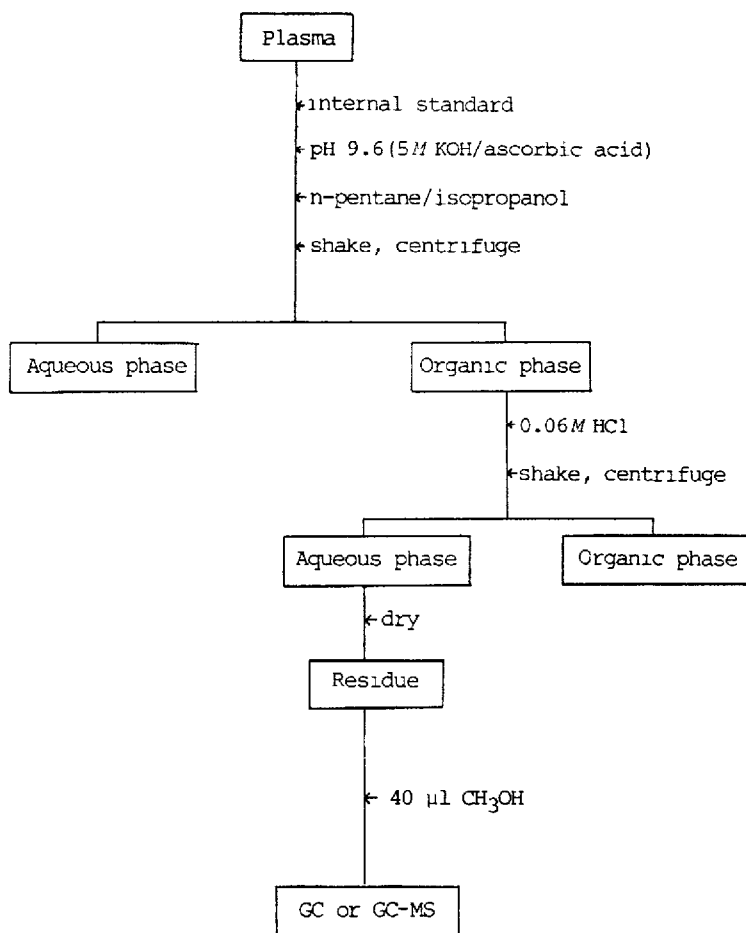 Plasma
internal standard
pH 9.6(5M KOH/ascorbic acid)
n-pentane/isopropanol
shake, centrifuge
Aqueous phase
Organic phase
0.06M HCl
shake, centrifuge
Aqueous phase
Organic phase
dry
Residue
40 µl CH₃OH
GC or GC-MS